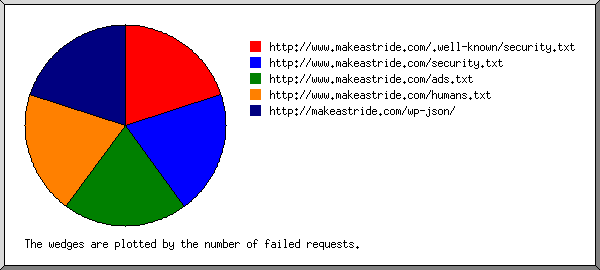 http://www.makeastride.com/.well-known/security.txt
http://www.makeastride.com/security.txt
http://www.makeastride.com/ads.txt
http://www.makeastride.com/humans.txt
http://makeastride.com/wp-json/
The wedges are plotted by the number of failed requests.